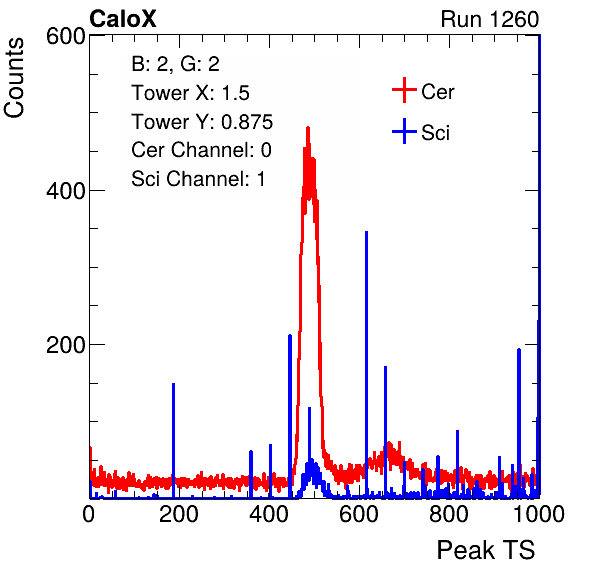 CaloX Run 1260
600
Counts
B: 2, G: 2
Tower X: 1.5
Tower Y: 0.875
Cer Channel: 0
Sci Channel: 1
Cer
Sci
400
200
0 200 400 600 800 1000
Peak TS